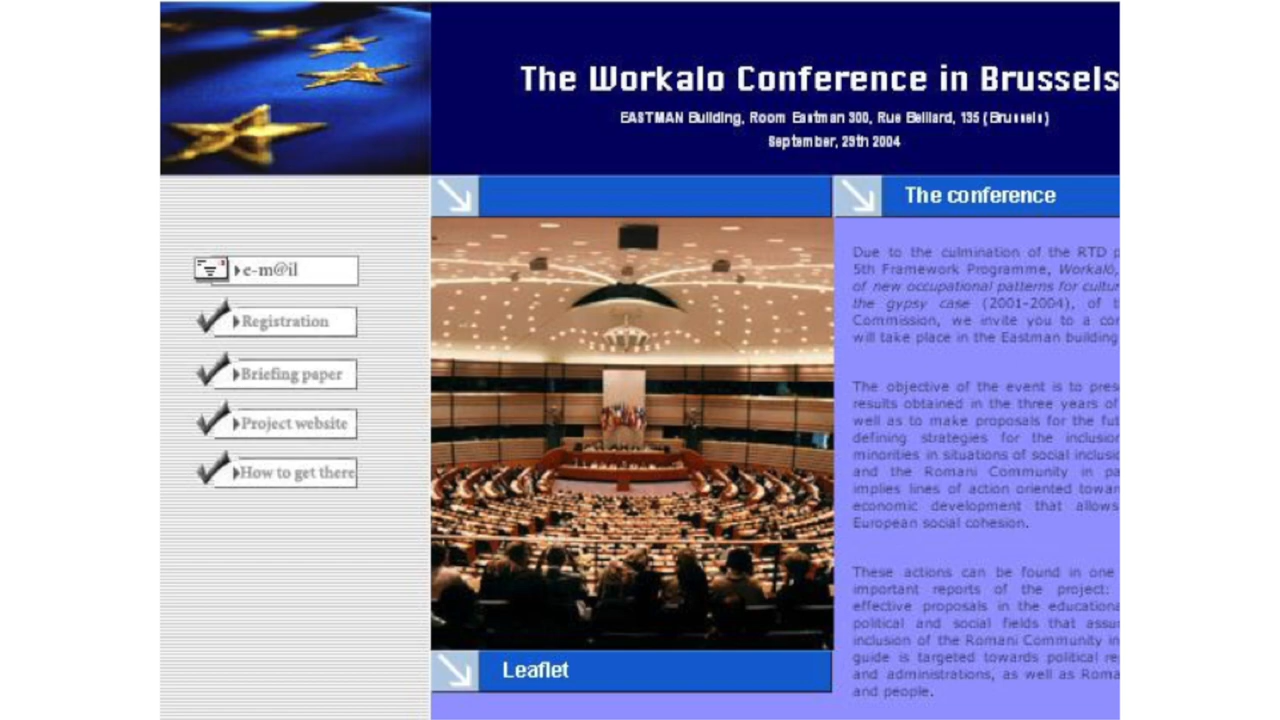 The Workalo Conference in Brussels
EASTMAN Building, Room Eastman 300, Rue Belliard, 135 (Brussels)
September, 29th 2004
The conference
e-m@il
Registration
Briefing paper
Project website
How to get there
Leaflet
Due to the culmination of the RTD p
5th Framework Programme, Workaló,
of new occupational patterns for cultur
the gypsy case (2001-2004), of t
Commission, we invite you to a con
will take place in the Eastman building
The objective of the event is to pres
results obtained in the three years of
well as to make proposals for the fut
defining strategies for the inclusion
minorities in situations of social inclusio
and the Romani Community in pa
implies lines of action oriented towar
economic development that allows
European social cohesion.
These actions can be found in one
important reports of the project:
effective proposals in the educationa
political and social fields that assu
inclusion of the Romani Community in
guide is targeted towards political re
and administrations, as well as Roma
and people.